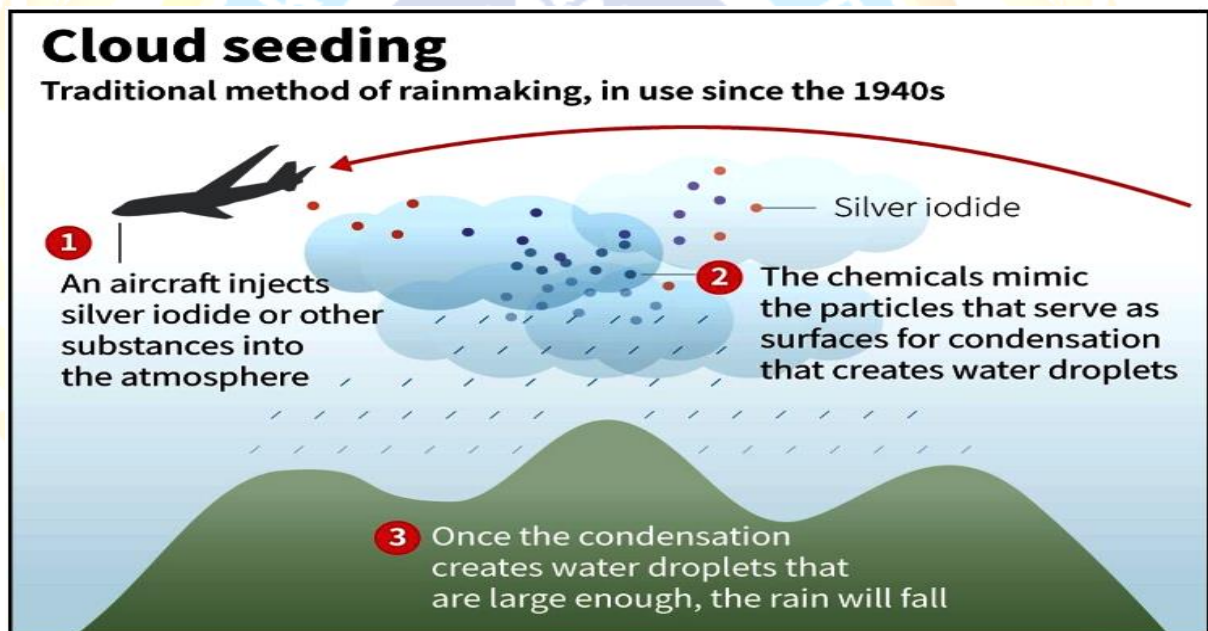 Cloud seeding
Traditional method of rainmaking, in use since the 1940s
Silver iodide
1
An aircraft injects
silver iodide or other
substances into
the atmosphere
2
The chemicals mimic
the particles that serve as
surfaces for condensation
that creates water droplets
3
Once the condensation
creates water droplets that
are large enough, the rain will fall